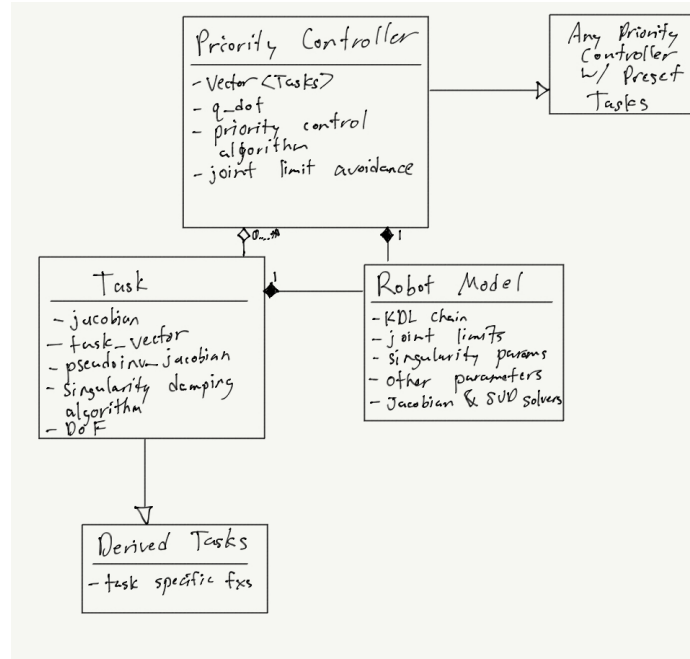 Priority Controller
- Vector <Tasks>
- q_dot
- priority control
algorithm
- joint limit avoidance
Any Priority
Controller
w/ Preset
Tasks
1
Task
- jacobian
- task_vector
- pseudoinv_jacobian
- Singularity damping
algorithm
- DoF
1
Robot Model
- KDL chain
- joint limits
- singularity params
- other parameters
- Jacobian & SVD solvers
Derived Tasks
- task specific fxs